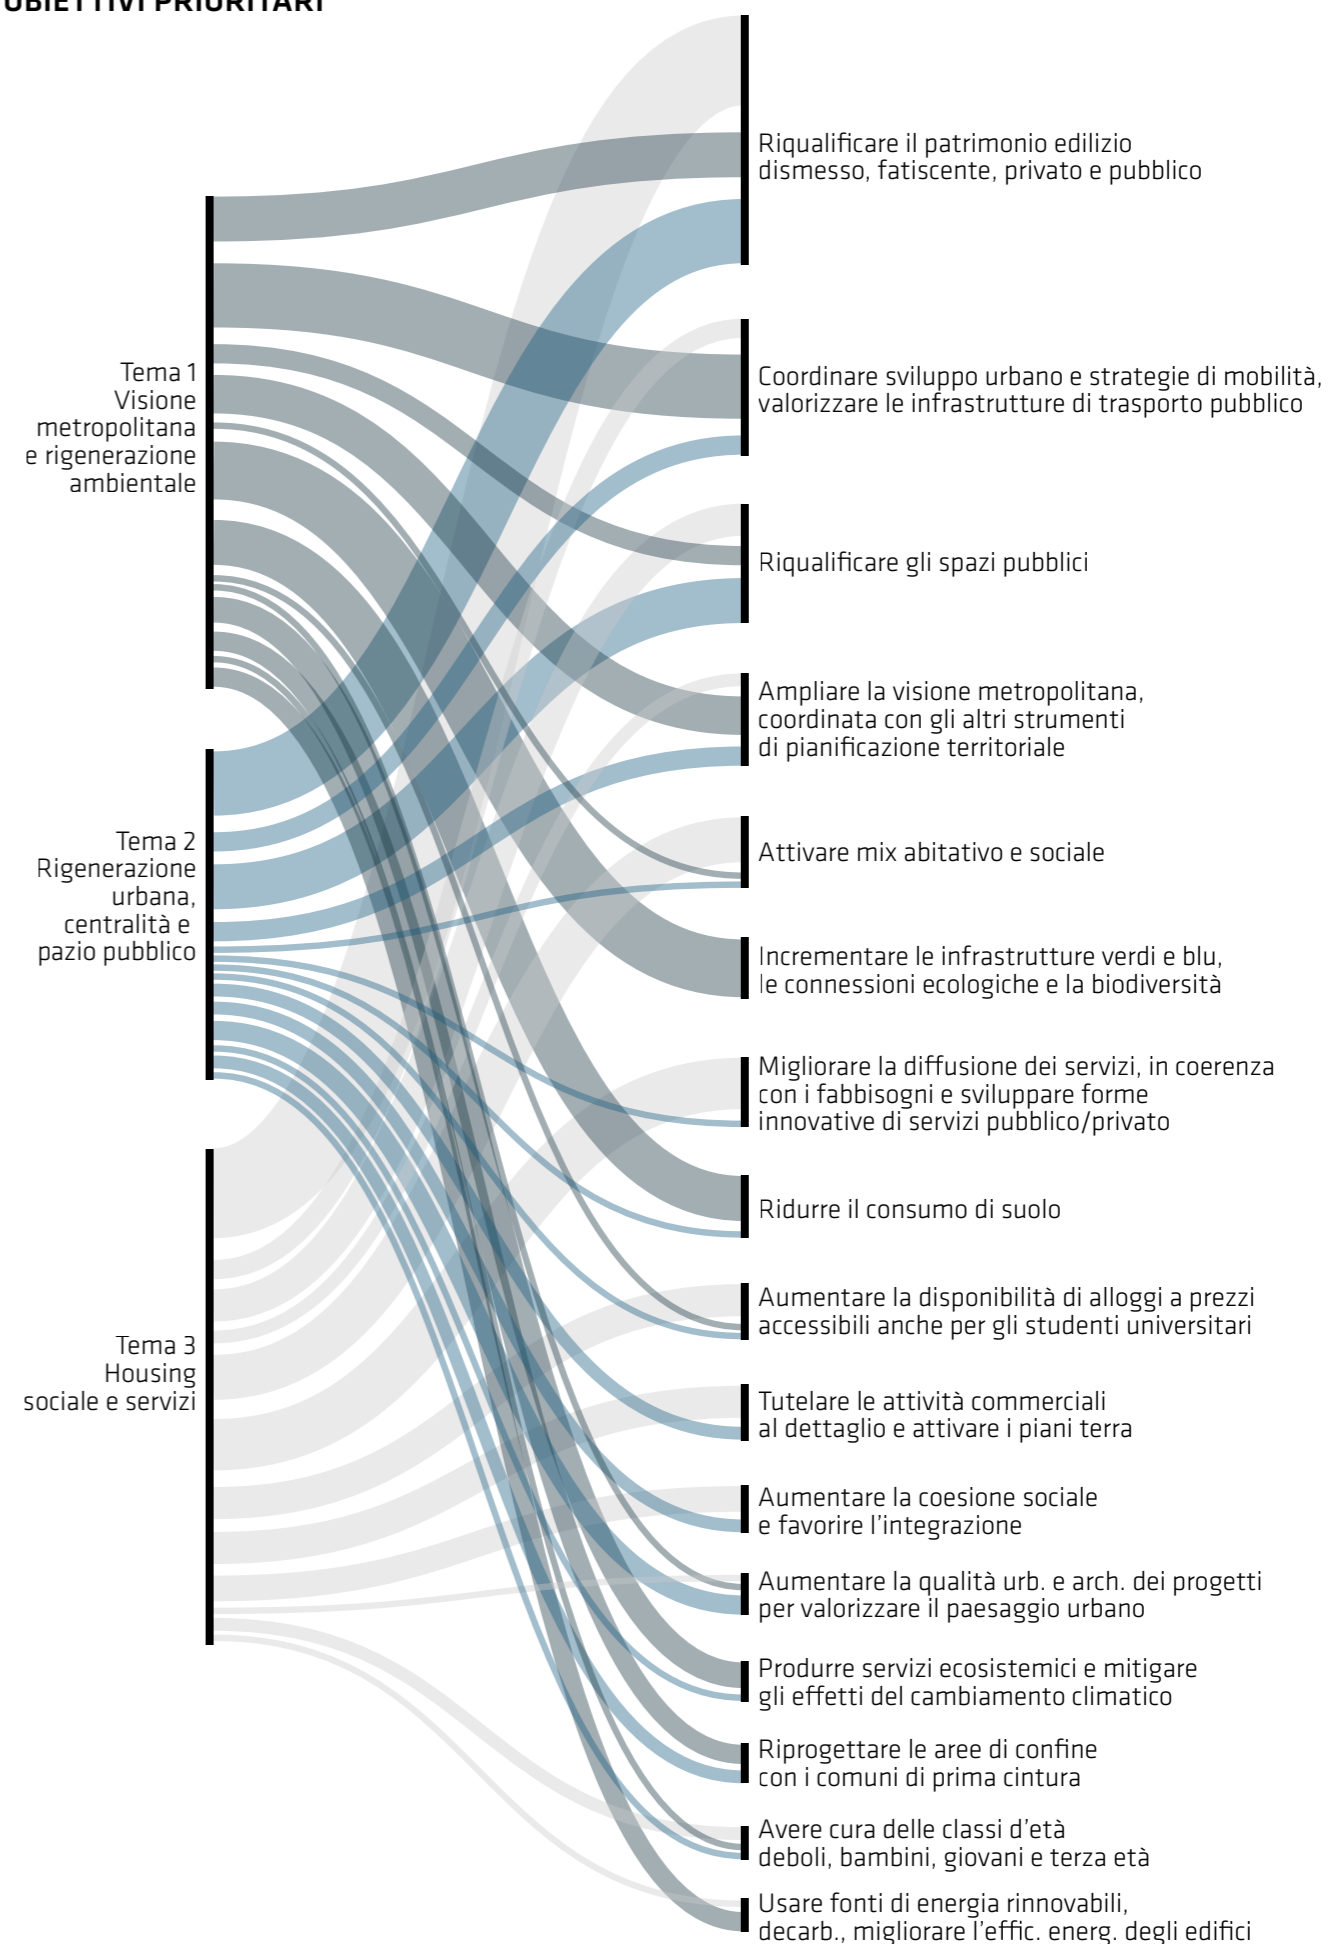 OBIETTIVI PRIORITARI
Tema 1
Visione
metropolitana
e rigenerazione
ambientale
Tema 2
Rigenerazione
urbana,
centralità e
pazio pubblico
Tema 3
Housing
sociale e servizi
Riqualificare il patrimonio edilizio
dismesso, fatiscente, privato e pubblico
Coordinare sviluppo urbano e strategie di mobilità,
valorizzare le infrastrutture di trasporto pubblico
Riqualificare gli spazi pubblici
Ampliare la visione metropolitana,
coordinata con gli altri strumenti
di pianificazione territoriale
Attivare mix abitativo e sociale
Incrementare le infrastrutture verdi e blu,
le connessioni ecologiche e la biodiversità
Migliorare la diffusione dei servizi, in coerenza
con i fabbisogni e sviluppare forme
innovative di servizi pubblico/privato
Ridurre il consumo di suolo
Aumentare la disponibilità di alloggi a prezzi
accessibili anche per gli studenti universitari
Tutelare le attività commerciali
al dettaglio e attivare i piani terra
Aumentare la coesione sociale
e favorire l'integrazione
Aumentare la qualità urb. e arch. dei progetti
per valorizzare il paesaggio urbano
Produrre servizi ecosistemici e mitigare
gli effetti del cambiamento climatico
Riprogettare le aree di confine
con i comuni di prima cintura
Avere cura delle classi d'età
deboli, bambini, giovani e terza età
Usare fonti di energia rinnovabili,
decarb., migliorare l'effic. energ. degli edifici